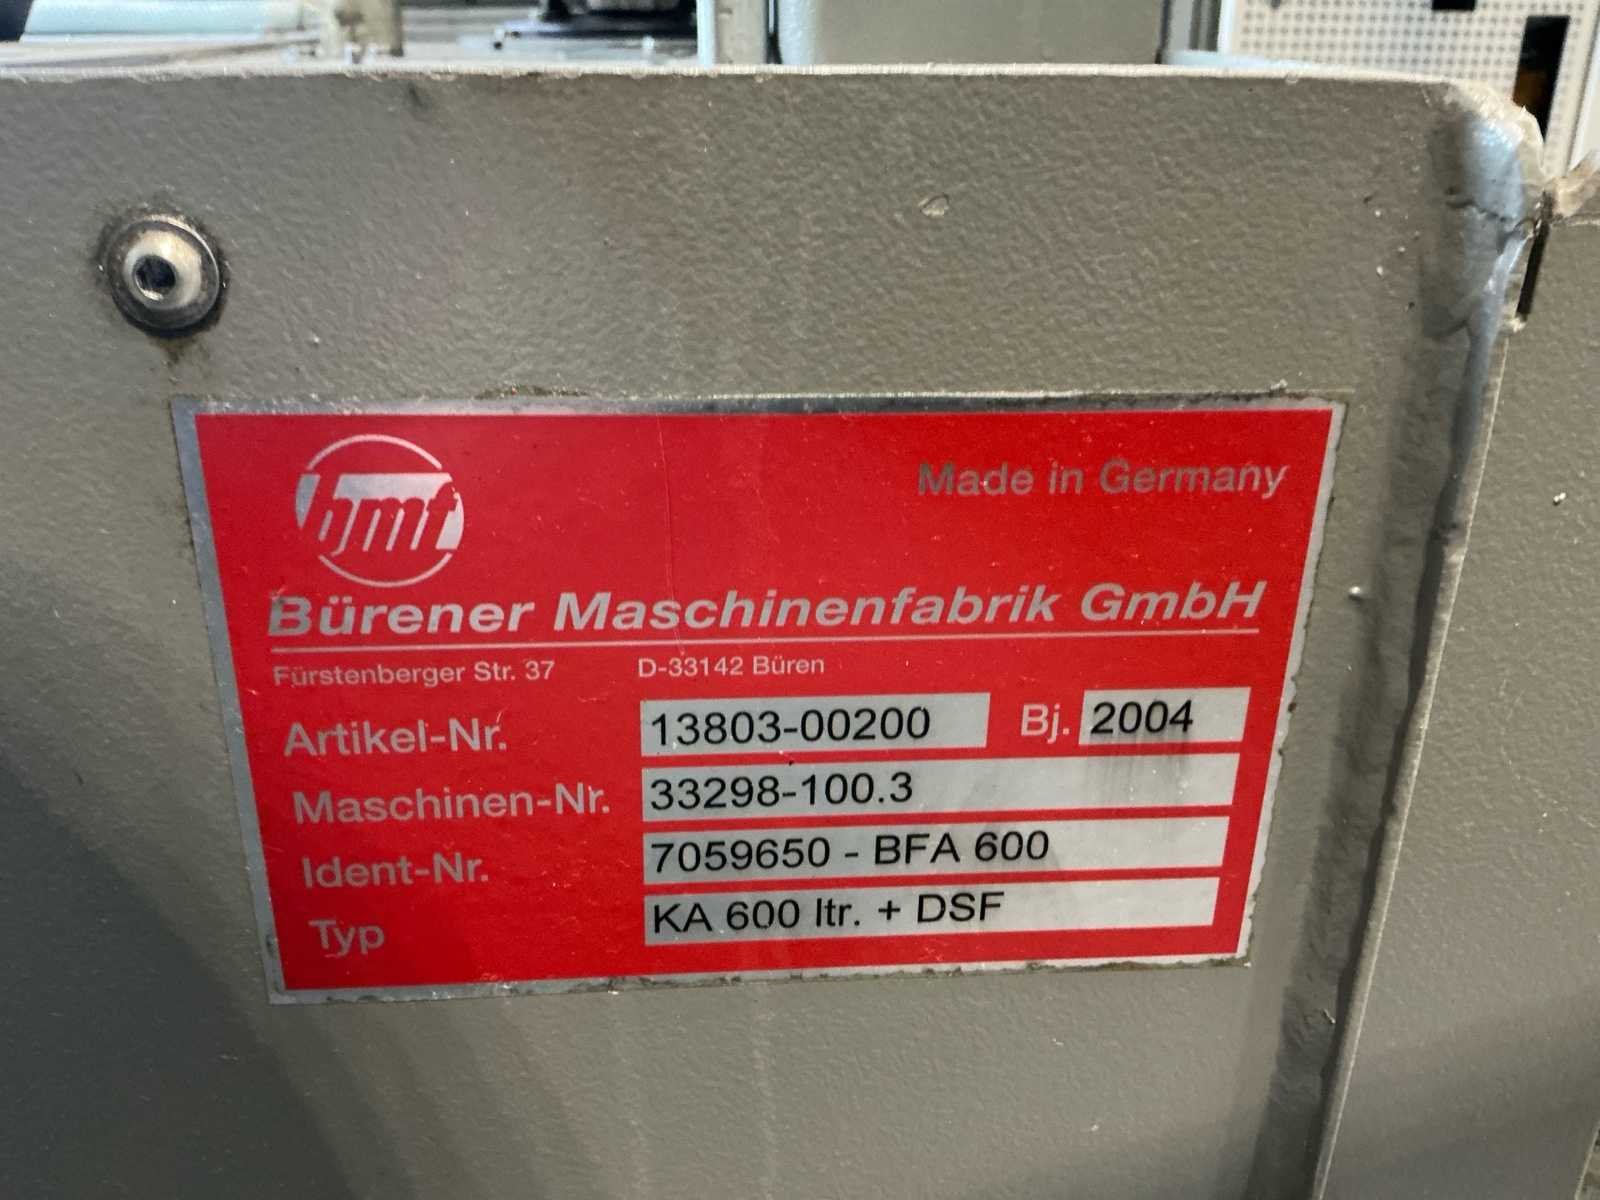 bmf
Made in Germany
Bürener Maschinenfabrik GmbH
Fürstenberger Str. 37 D-33142 Büren
Artikel-Nr. 13803-00200 Bj. 2004
Maschinen-Nr. 33298-100.3
Ident-Nr. 7059650 - BFA 600
Typ KA 600 ltr. + DSF